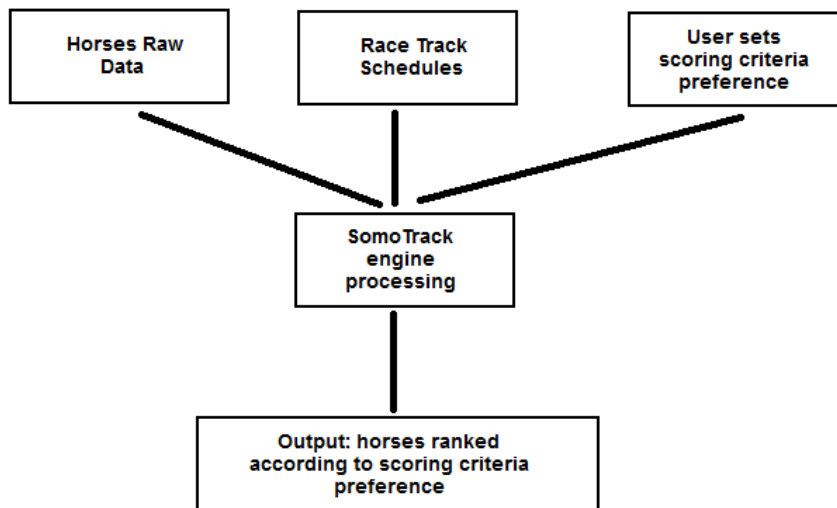 Horses Raw
Data
Race Track
Schedules
User sets
scoring criteria
preference
SomoTrack
engine
processing
Output: horses ranked
according to scoring criteria
preference